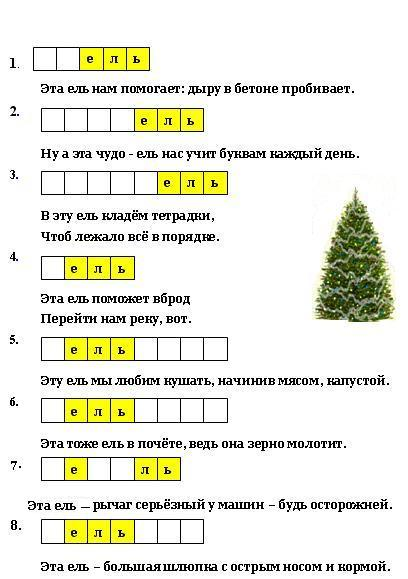 1.
е л ь
Эта ель нам помогает: дыру в бетоне пробивает.
2.
е л ь
Ну а эта чудо - ель нас учит буквам каждый день.
3.
е л ь
В эту ель кладём тетрадки,
Чтоб лежало всё в порядке.
4.
е л ь
Эта ель поможет вброд
Перейти нам реку, вот.
5.
е л ь
Эту ель мы любим кушать, начинив мясом, капустой.
6.
е л ь
Эта тоже ель в почёте, ведь она зерно молотит.
7.
е л ь
Эта ель — рычаг серьёзный у машин – будь осторожней.
8.
е л ь
Эта ель – большая шлюпка с острым носом и кормой.